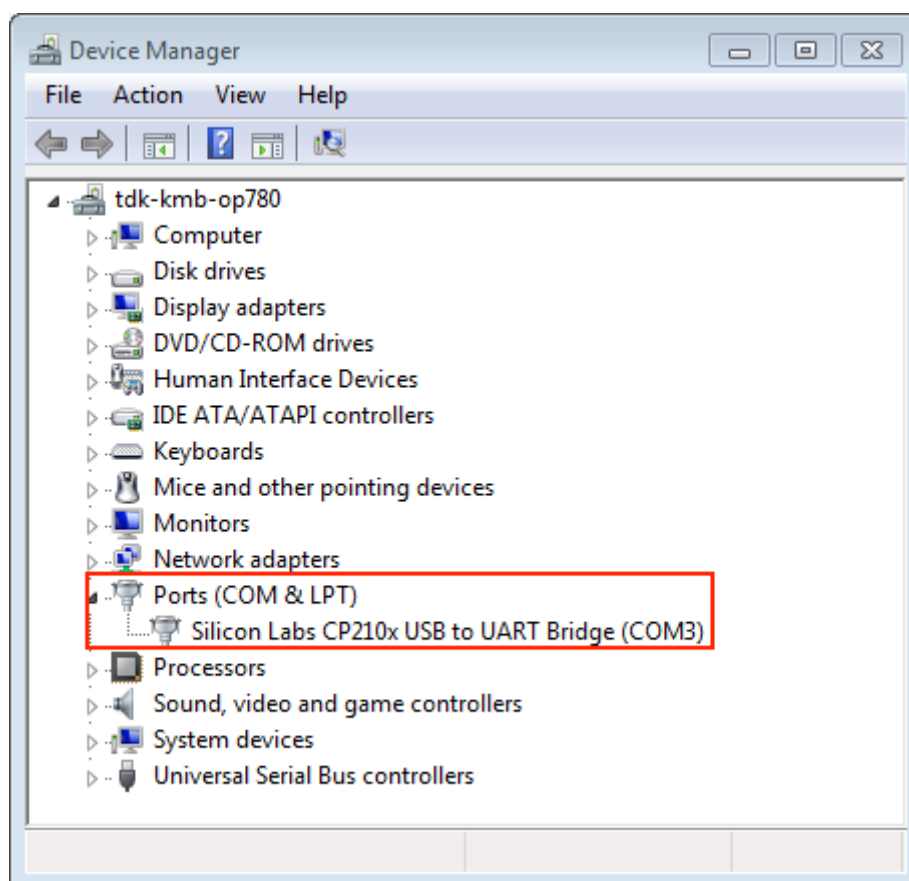 Device Manager
File Action View Help
?
tdk-kmb-op780
Computer
Disk drives
Display adapters
DVD/CD-ROM drives
Human Interface Devices
IDE ATA/ATAPI controllers
Keyboards
Mice and other pointing devices
Monitors
Network adapters
Ports (COM & LPT)
Silicon Labs CP210x USB to UART Bridge (COM3)
Processors
Sound, video and game controllers
System devices
Universal Serial Bus controllers